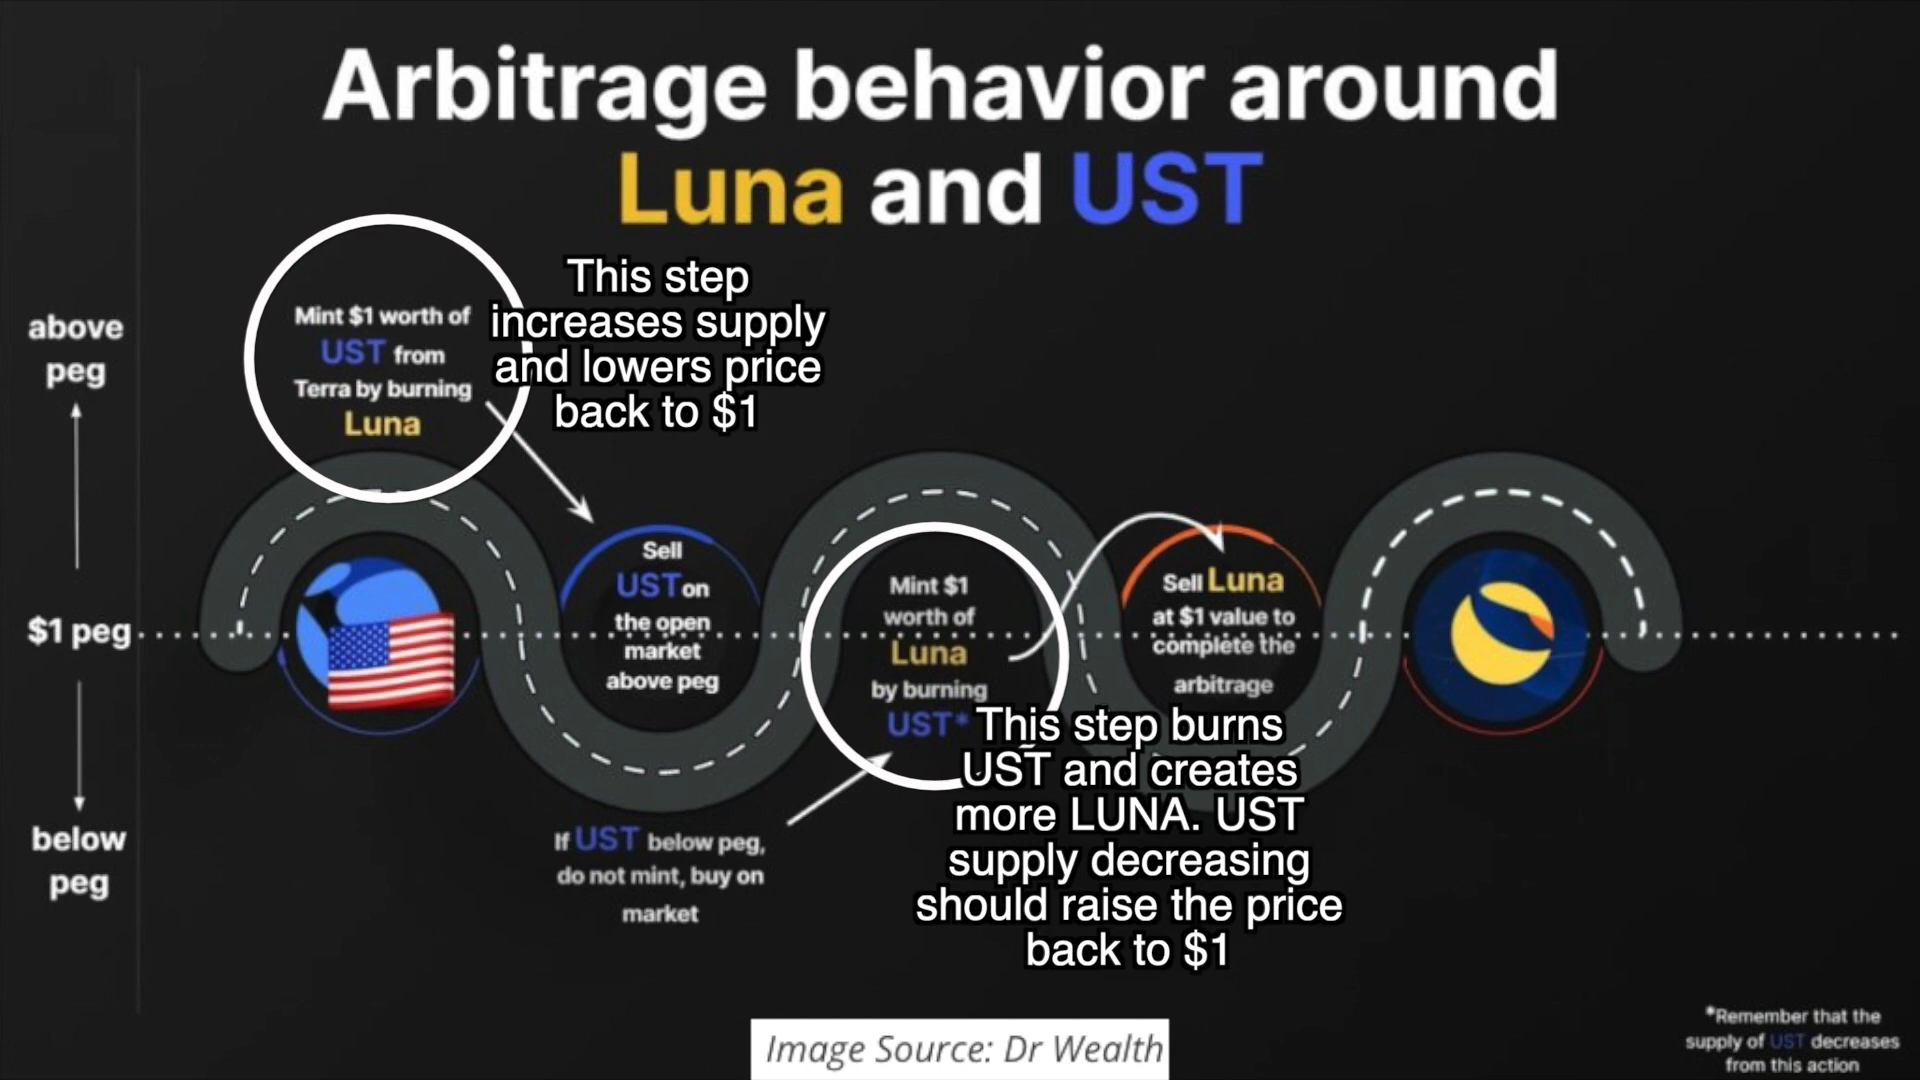 Arbitrage behavior around
Luna and UST
above
peg
$1 peg
below
peg
Mint $1 worth of
UST from
Terra by burning
Luna
This step
increases supply
and lowers price
back to $1
Sell
UST on
the open
market
above peg
If UST below peg,
do not mint, buy on
market
Mint $1
worth of
Luna
by burning
UST*
This step burns
UST and creates
more LUNA. UST
supply decreasing
should raise the price
back to $1
Sell Luna
at $1 value to
complete the
arbitrage
*Remember that the
supply of UST decreases
from this action
Image Source: Dr Wealth